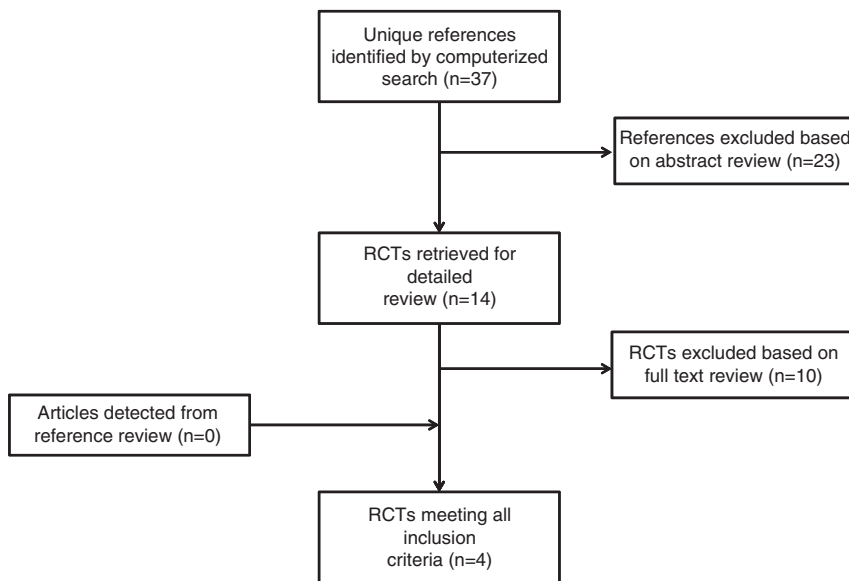 Unique references
identified by computerized
search (n=37)
References excluded based
on abstract review (n=23)
RCTs retrieved for
detailed
review (n=14)
RCTs excluded based on
full text review (n=10)
Articles detected from
reference review (n=0)
RCTs meeting all
inclusion
criteria (n=4)